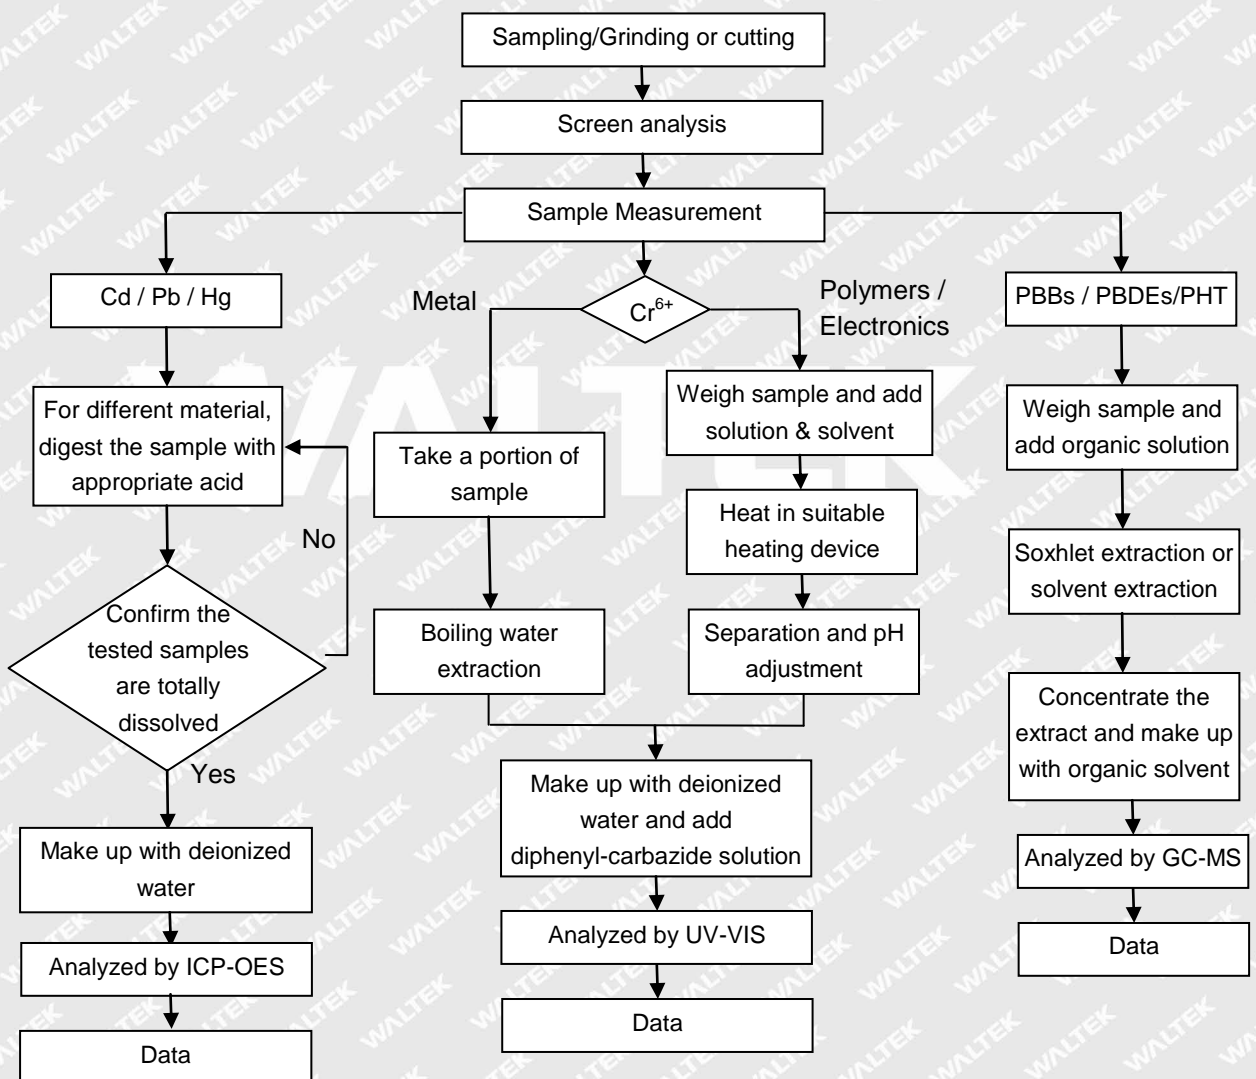 Sampling/Grinding or cutting
Screen analysis
Sample Measurement
Cd / Pb / Hg
For different material,
digest the sample with
appropriate acid
No
Confirm the
tested samples
are totally
dissolved
Yes
Make up with deionized
water
Analyzed by ICP-OES
Data
Cr6+
Metal
Take a portion of
sample
Boiling water
extraction
Polymers /
Electronics
Weigh sample and add
solution & solvent
Heat in suitable
heating device
Separation and pH
adjustment
Make up with deionized
water and add
diphenyl-carbazide solution
Analyzed by UV-VIS
Data
PBBs / PBDEs/PHT
Weigh sample and
add organic solution
Soxhlet extraction or
solvent extraction
Concentrate the
extract and make up
with organic solvent
Analyzed by GC-MS
Data
WALTEK